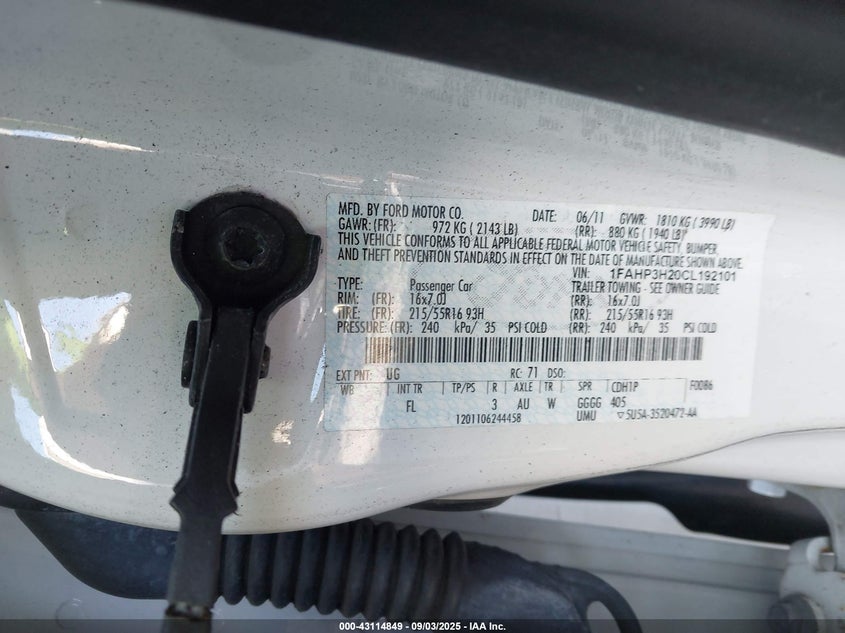 MFD. BY FORD MOTOR CO. DATE: 06/11 GVWR: 1810 KG ( 3990 LB)
GAWR: (FR): 972 KG ( 2143 LB) (RR): 880 KG ( 1940 LB)
THIS VEHICLE CONFORMS TO ALL APPLICABLE FEDERAL MOTOR VEHICLE SAFETY, BUMPER,
AND THEFT PREVENTION STANDARDS IN EFFECT ON THE DATE OF MANUFACTURE SHOWN ABOVE.
VIN: 1FAHP3H20CL192101
TYPE: Passenger Car TRAILER TOWING - SEE OWNER GUIDE
RIM: (FR): 16x7.0J (RR): 16x7.0J
TIRE: (FR): 215/55R16 93H (RR): 215/55R16 93H
PRESSURE: (FR): 240 kPa/ 35 PSI COLD (RR): 240 kPa/ 35 PSI COLD
EXT PNT: UG RC: 71 DSO:
WB INT TR TP/PS R AXLE TR SPR CDH1P F0086
FL 3 AU W GGGG 405
1201106244458 UMU ▽5U5A-3520472-AA
000-43114849 09/03/2025 IAA Inc.